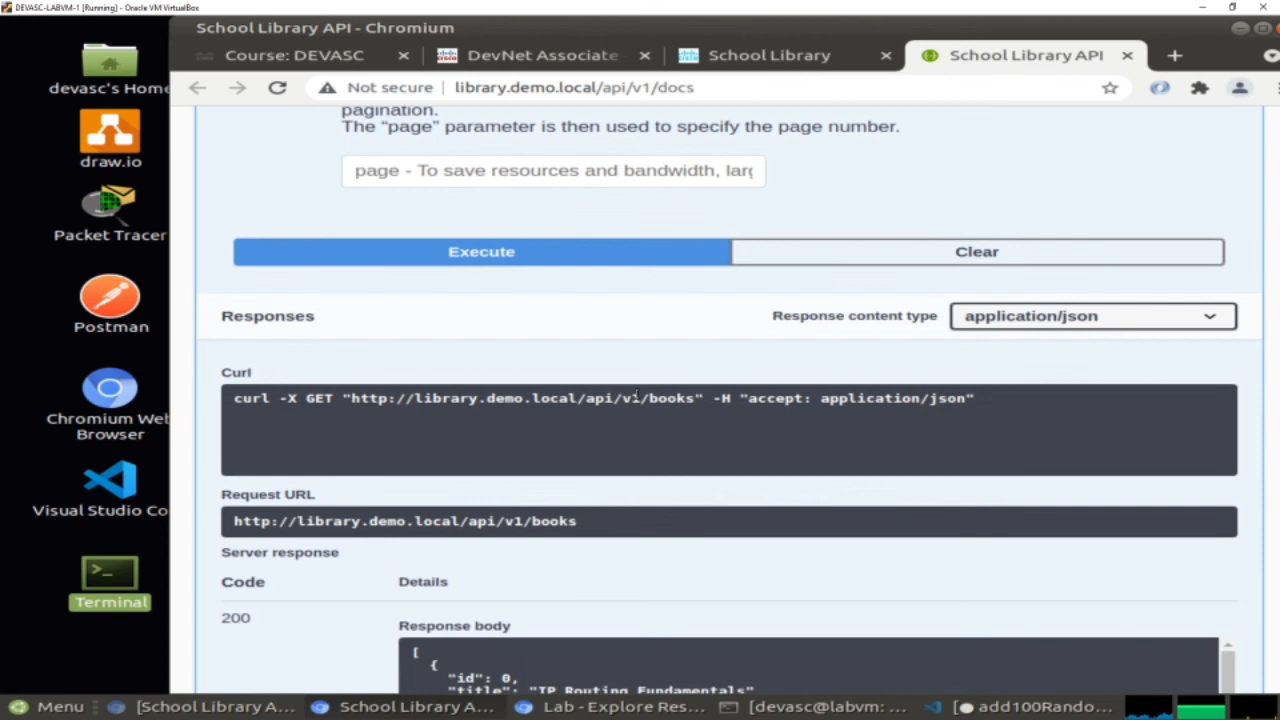 DEVASC-LABVM-1 [Running] - Oracle VM VirtualBox
School Library API - Chromium
Course: DEVASC
DevNet Associate
School Library
School Library API
Not secure
library.demo.local/api/v1/docs
devasc's Home
draw.io
Packet Tracer
Postman
Chromium Web
Browser
Visual Studio Co
Terminal
pagination.
The “page” parameter is then used to specify the page number.
page - To save resources and bandwidth, larg
Execute
Clear
Responses
Response content type
application/json
Curl
curl -X GET "http://library.demo.local/api/v1/books" -H "accept: application/json"
Request URL
http://library.demo.local/api/v1/books
Server response
Code
Details
200
Response body
[
{
"id": 0,
"title": "IP Routing Fundamentals"
Menu
[School Library A...
School Library A...
Lab - Explore Res...
[devasc@labvm: ...
[● add100Rando...